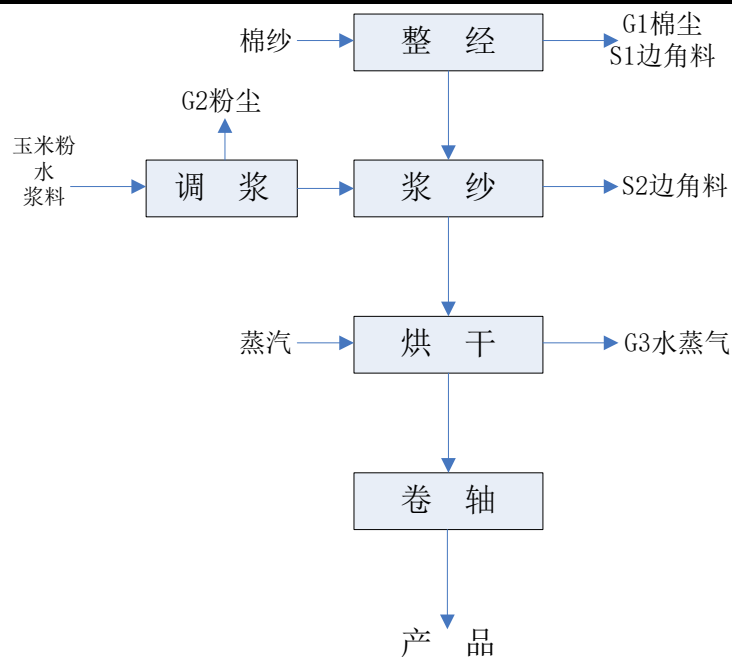 棉纱
整 经
G1棉尘
S1边角料
G2粉尘
玉米粉
水
浆料
调 浆
浆 纱
S2边角料
蒸汽
烘 干
G3水蒸气
卷 轴
产 品